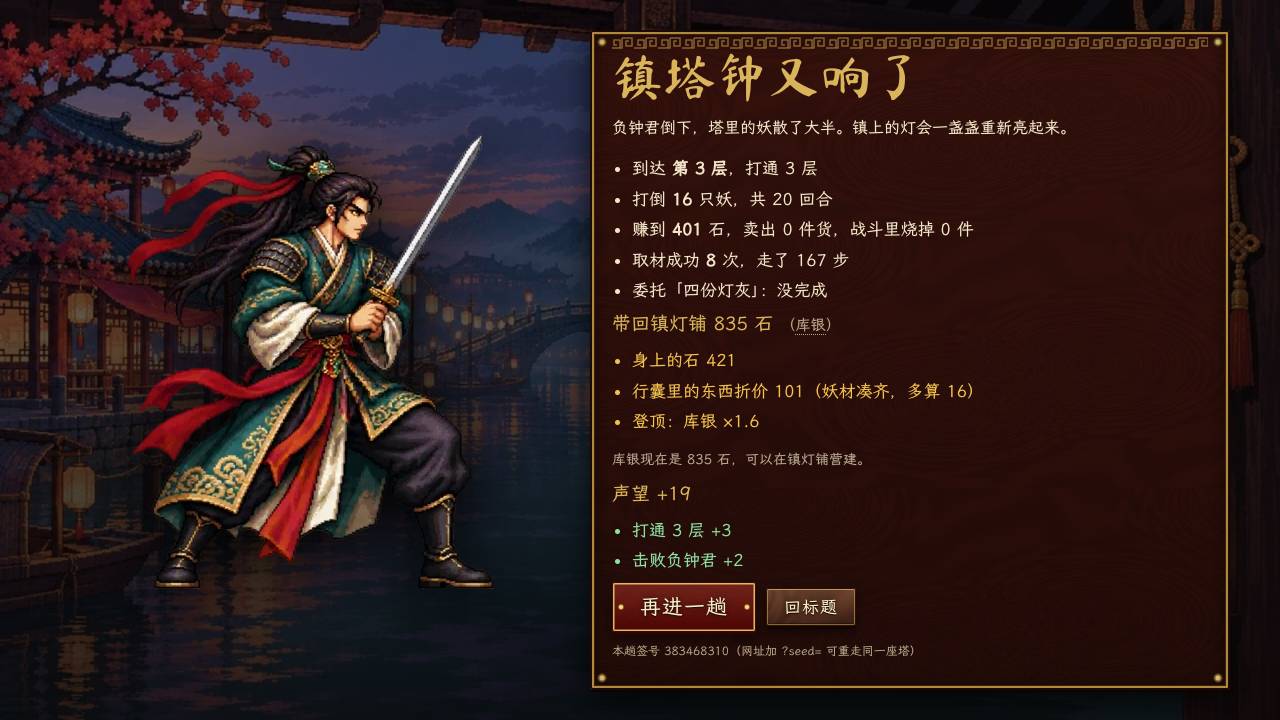 镇塔钟又响了
负钟君倒下，塔里的妖散了大半。镇上的灯会一盏盏重新亮起来。
到达 第 3 层，打通 3 层
打倒 16 只妖，共 20 回合
赚到 401 石，卖出 0 件货，战斗里烧掉 0 件
取材成功 8 次，走了 167 步
委托「四份灯灰」：没完成
带回镇灯铺 835 石 （库银）
身上的石 421
行囊里的东西折价 101（妖材凑齐，多算 16）
登顶：库银 ×1.6
库银现在是 835 石，可以在镇灯铺营建。
声望 +19
打通 3 层 +3
击败负钟君 +2
再进一趟
回标题
本趟签号 383468310（网址加 ?seed= 可重走同一座塔）